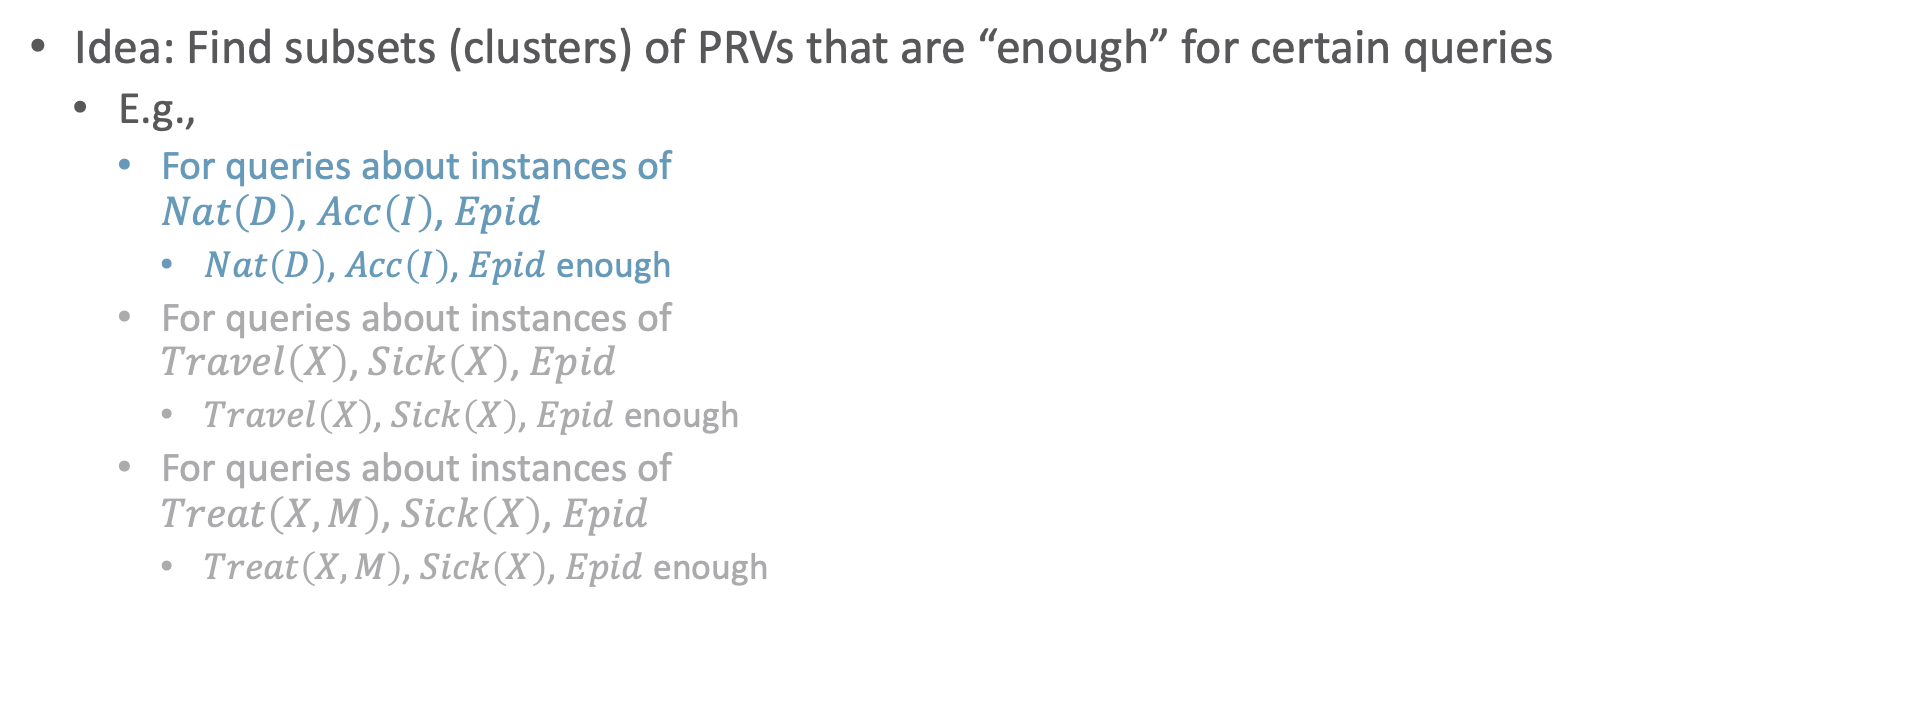 • Idea: Find subsets (clusters) of PRVs that are “enough” for certain queries
• E.g.,
• For queries about instances of
Nat(D), Acc(I), Epid
• Nat(D), Acc(I), Epid enough
• For queries about instances of
Travel(X), Sick(X), Epid
• Travel(X), Sick(X), Epid enough
• For queries about instances of
Treat(X, M), Sick(X), Epid
• Treat(X, M), Sick(X), Epid enough